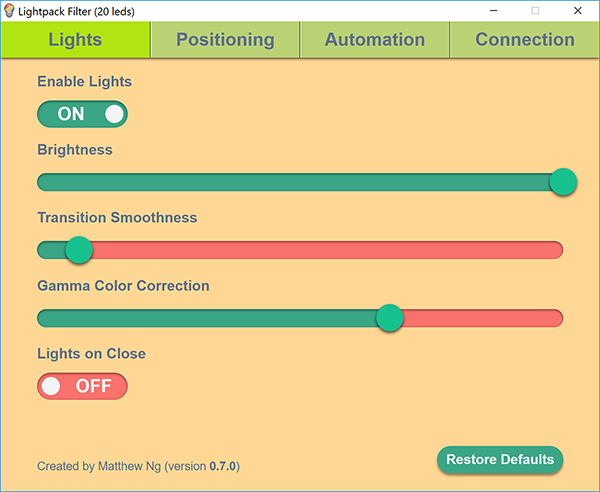 Lightpack Filter (20 leds)
Lights Positioning Automation Connection
Enable Lights
ON
Brightness
Transition Smoothness
Gamma Color Correction
Lights on Close
OFF
Restore Defaults
Created by Matthew Ng (version 0.7.0)